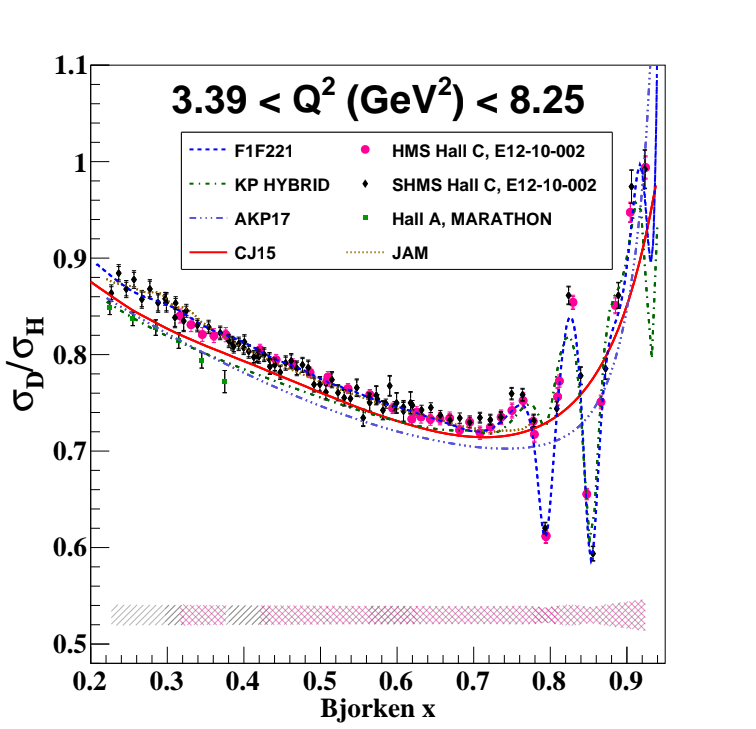 3.39 < Q² (GeV²) < 8.25
F1F221
HMS Hall C, E12-10-002
KP HYBRID
SHMS Hall C, E12-10-002
AKP17
Hall A, MARATHON
CJ15
JAM
σD/σH
1.1
1
0.9
0.8
0.7
0.6
0.5
0.2 0.3 0.4 0.5 0.6 0.7 0.8 0.9
Bjorken x